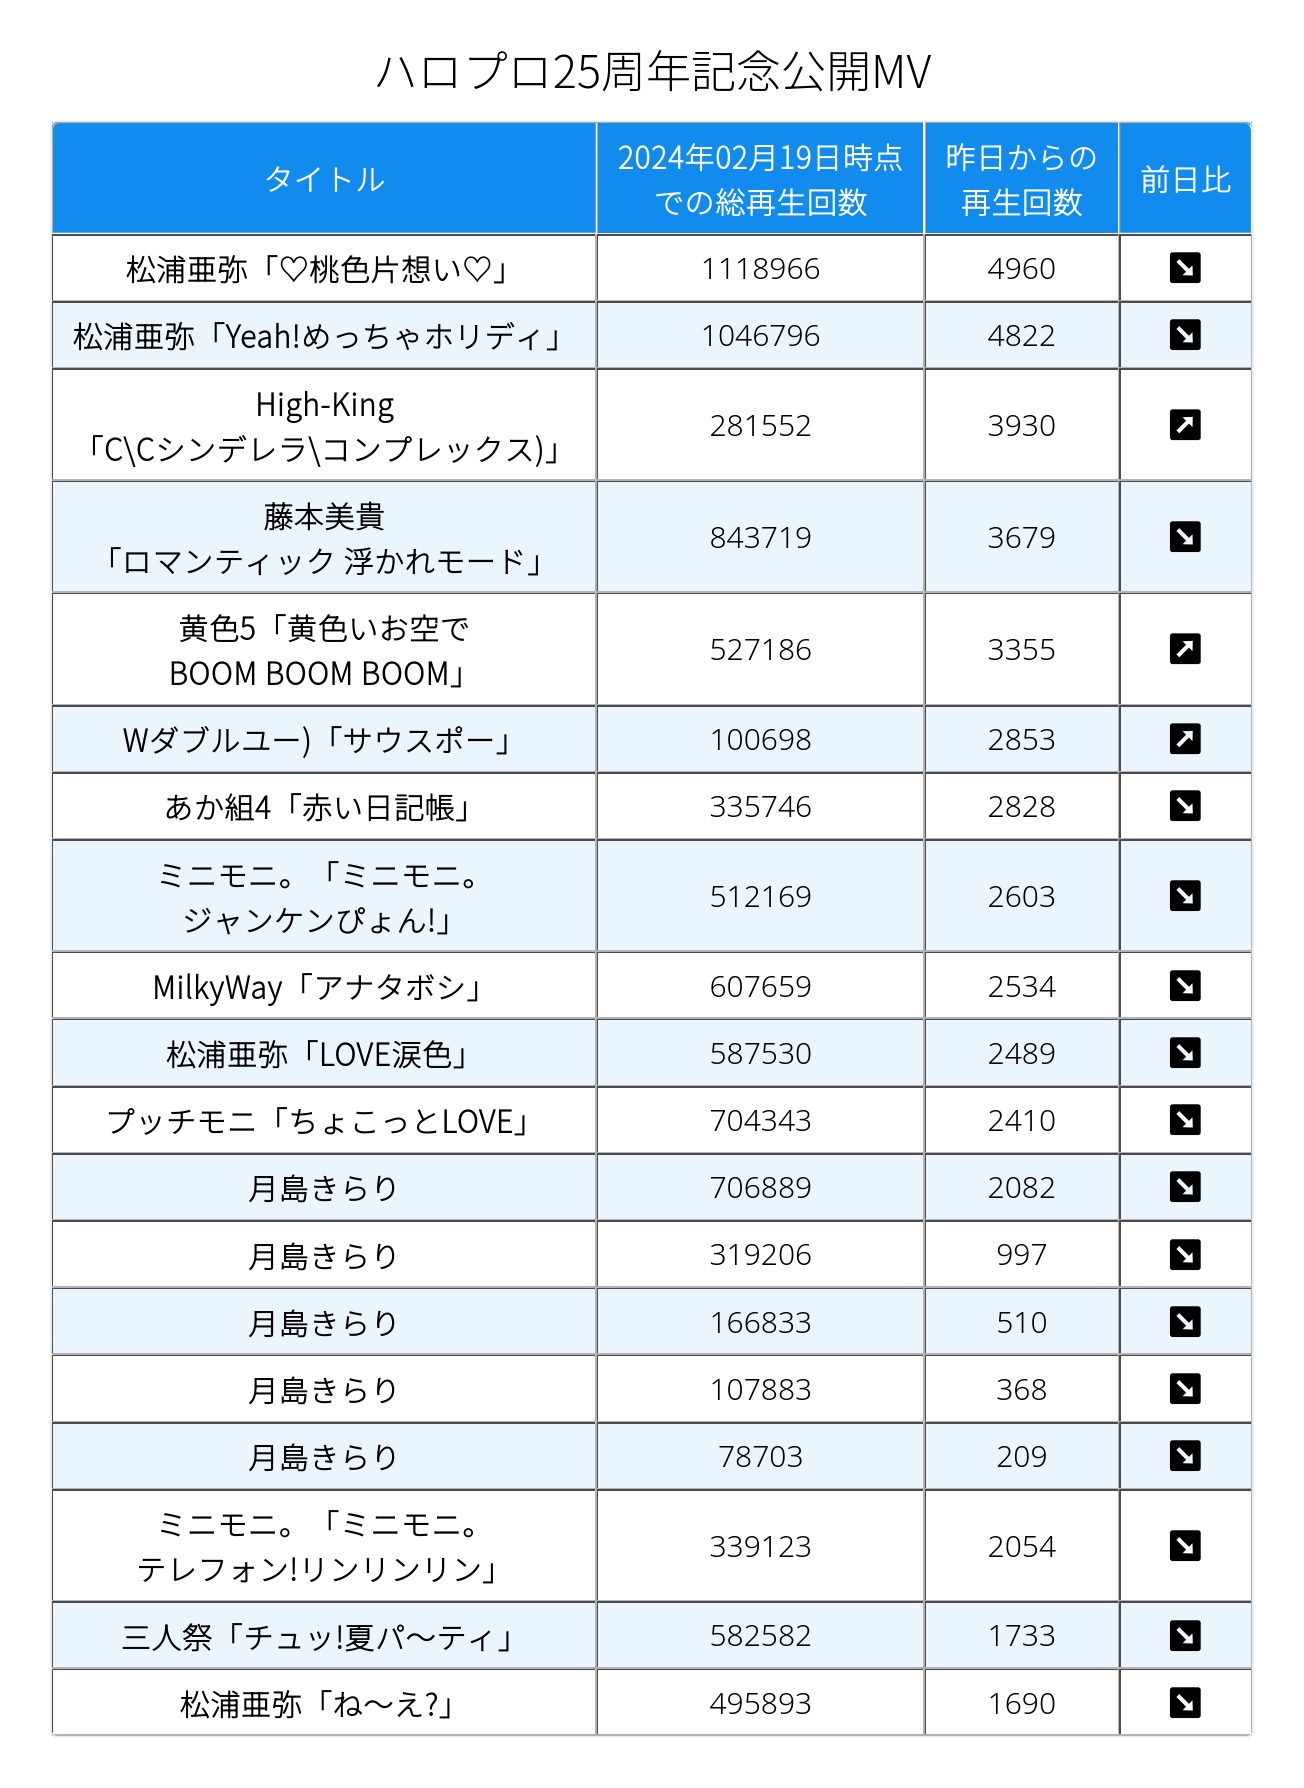 ハロプロ25周年記念公開MV
タイトル
2024年02月19日時点
での総再生回数
昨日からの
再生回数
前日比
松浦亜弥「♡桃色片想い♡」
1118966
4960
松浦亜弥「Yeah!めっちゃホリディ」
1046796
4822
High-King
「C\Cシンデレラ\コンプレックス)」
281552
3930
藤本美貴
「ロマンティック 浮かれモード」
843719
3679
黄色5「黄色いお空で
BOOM BOOM BOOM」
527186
3355
Wダブルユー)「サウスポー」
100698
2853
あか組4「赤い日記帳」
335746
2828
ミニモニ。「ミニモニ。
ジャンケンぴょん!」
512169
2603
MilkyWay「アナタボシ」
607659
2534
松浦亜弥「LOVE涙色」
587530
2489
プッチモニ「ちょこっとLOVE」
704343
2410
月島きらり
706889
2082
月島きらり
319206
997
月島きらり
166833
510
月島きらり
107883
368
月島きらり
78703
209
ミニモニ。「ミニモニ。
テレフォン!リンリンリン」
339123
2054
三人祭「チュッ!夏パ〜ティ」
582582
1733
松浦亜弥「ね〜え?」
495893
1690